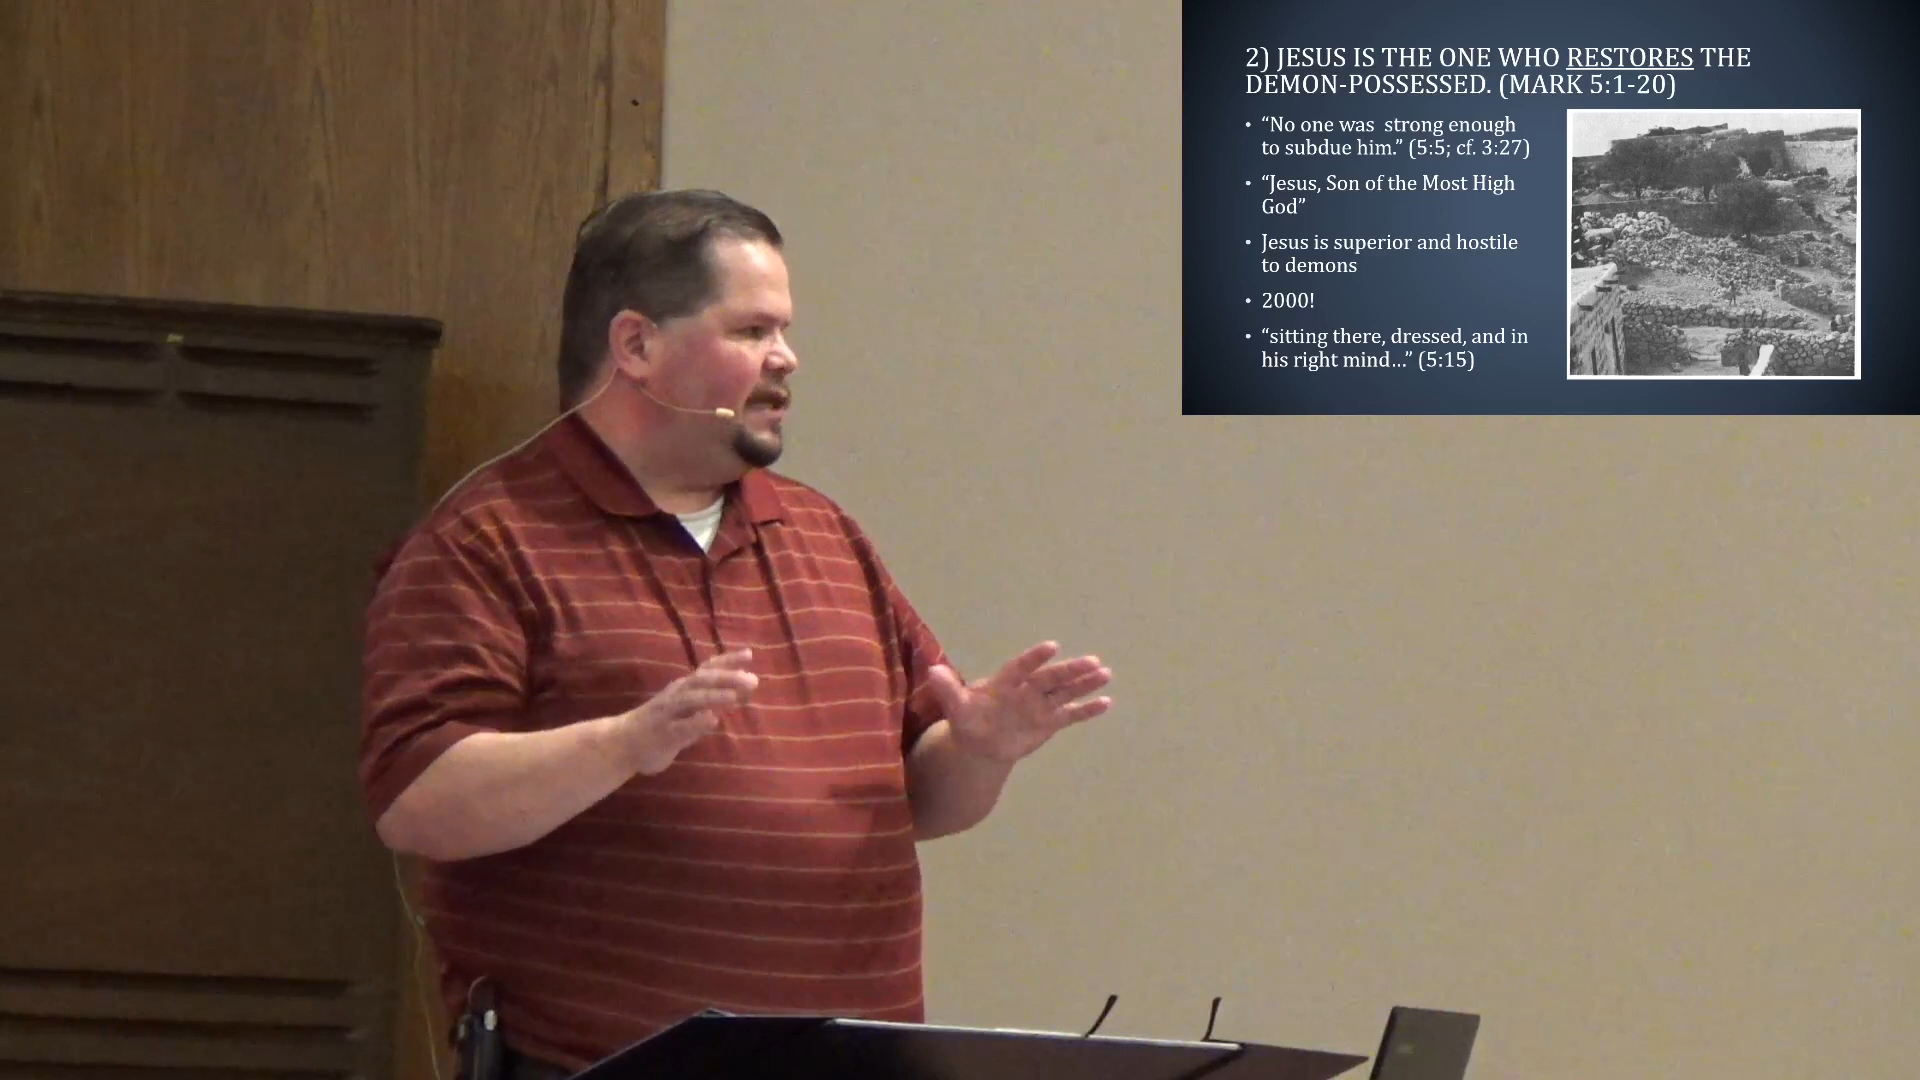 2) JESUS IS THE ONE WHO RESTORES THE
DEMON-POSSESSED. (MARK 5:1-20)
• “No one was  strong enough
to subdue him.” (5:5; cf. 3:27)
• “Jesus, Son of the Most High
God”
• Jesus is superior and hostile
to demons
• 2000!
• “sitting there, dressed, and in
his right mind…” (5:15)